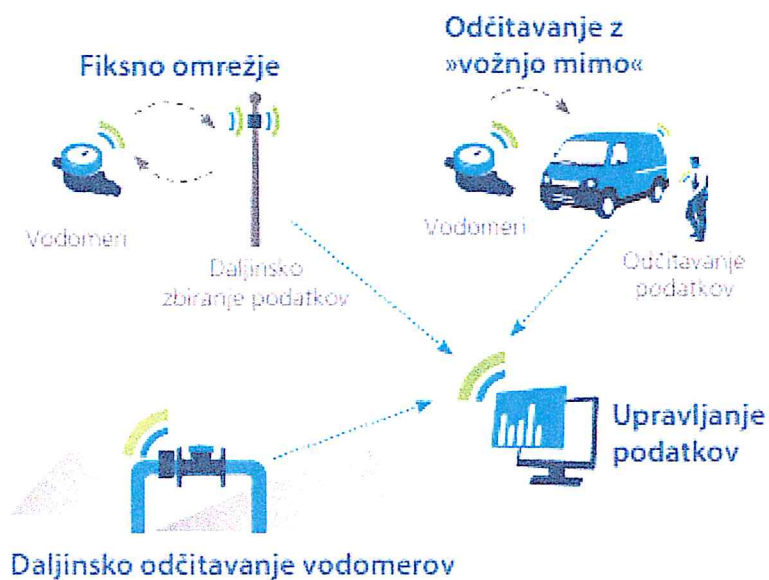 Fiksno omrežje
Vodomeri
Daljinsko
zbiranje podatkov
Odčitavanje z
»vožnjo mimo«
Vodomeri
Odčitavanje
podatkov
Upravljanje
podatkov
Daljinsko odčitavanje vodomerov